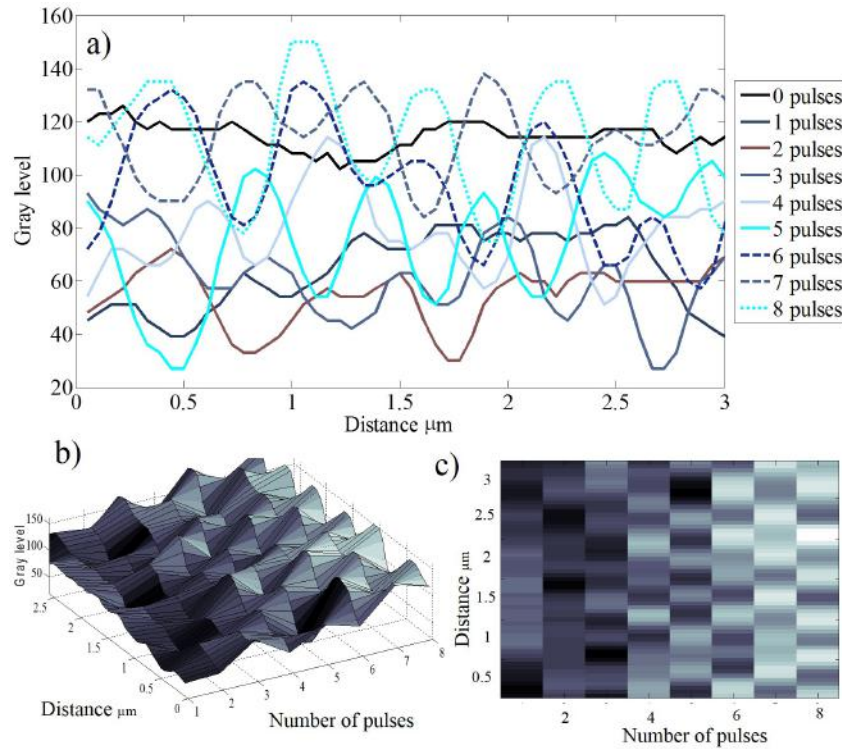 a)
Gray level
160
140
120
100
80
60
40
20
0
0.5
1
1.5
2
2.5
3
Distance µm
0 pulses
1 pulses
2 pulses
3 pulses
4 pulses
5 pulses
6 pulses
7 pulses
8 pulses
b)
Gray level
150
100
50
2.5
2
1.5
1
0.5
0
Distance µm
1
2
3
4
5
6
7
8
Number of pulses
c)
Distance µm
3
2.5
2
1.5
1
0.5
2
4
5
6
7
8
Number of pulses